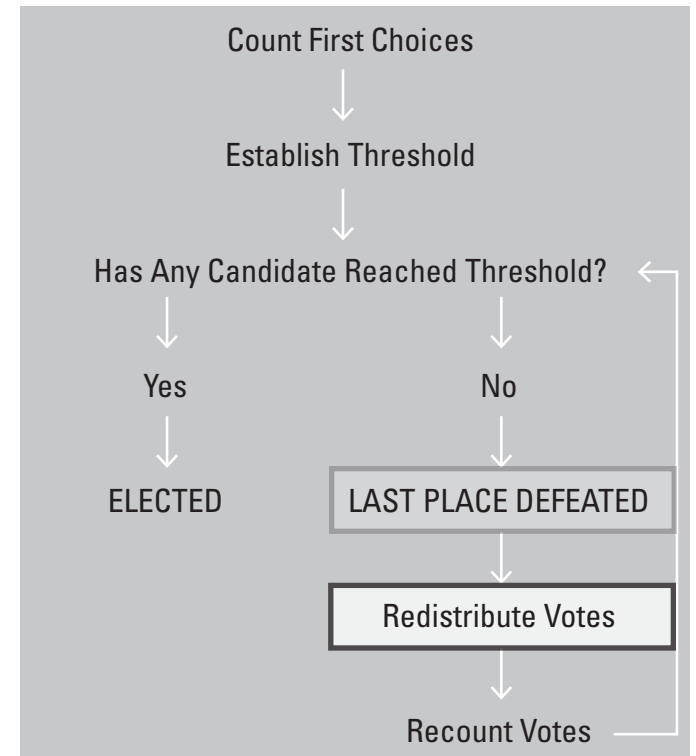 Count First Choices
Establish Threshold
Has Any Candidate Reached Threshold?
Yes
No
ELECTED
LAST PLACE DEFEATED
Redistribute Votes
Recount Votes